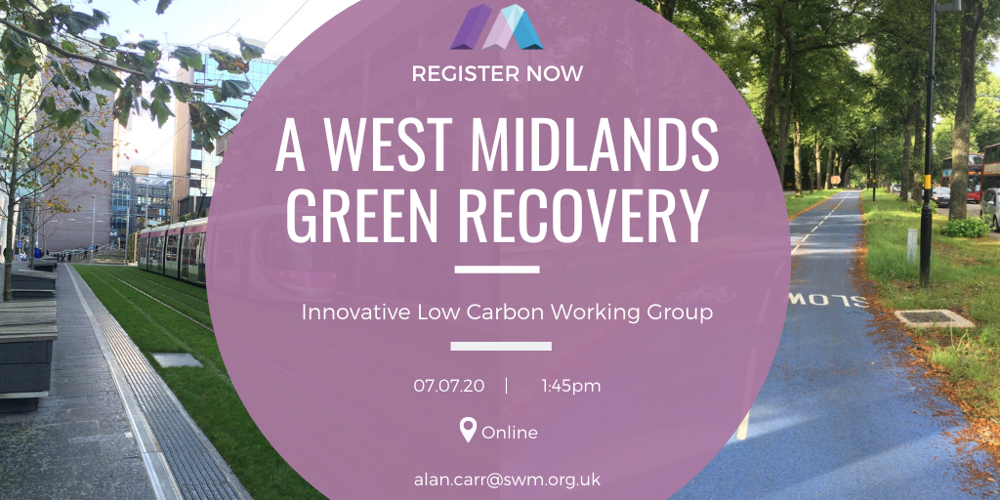 REGISTER NOW
A WEST MIDLANDS
GREEN RECOVERY
Innovative Low Carbon Working Group
07.07.20 | 1:45pm
Online
alan.carr@swm.org.uk
SLOW